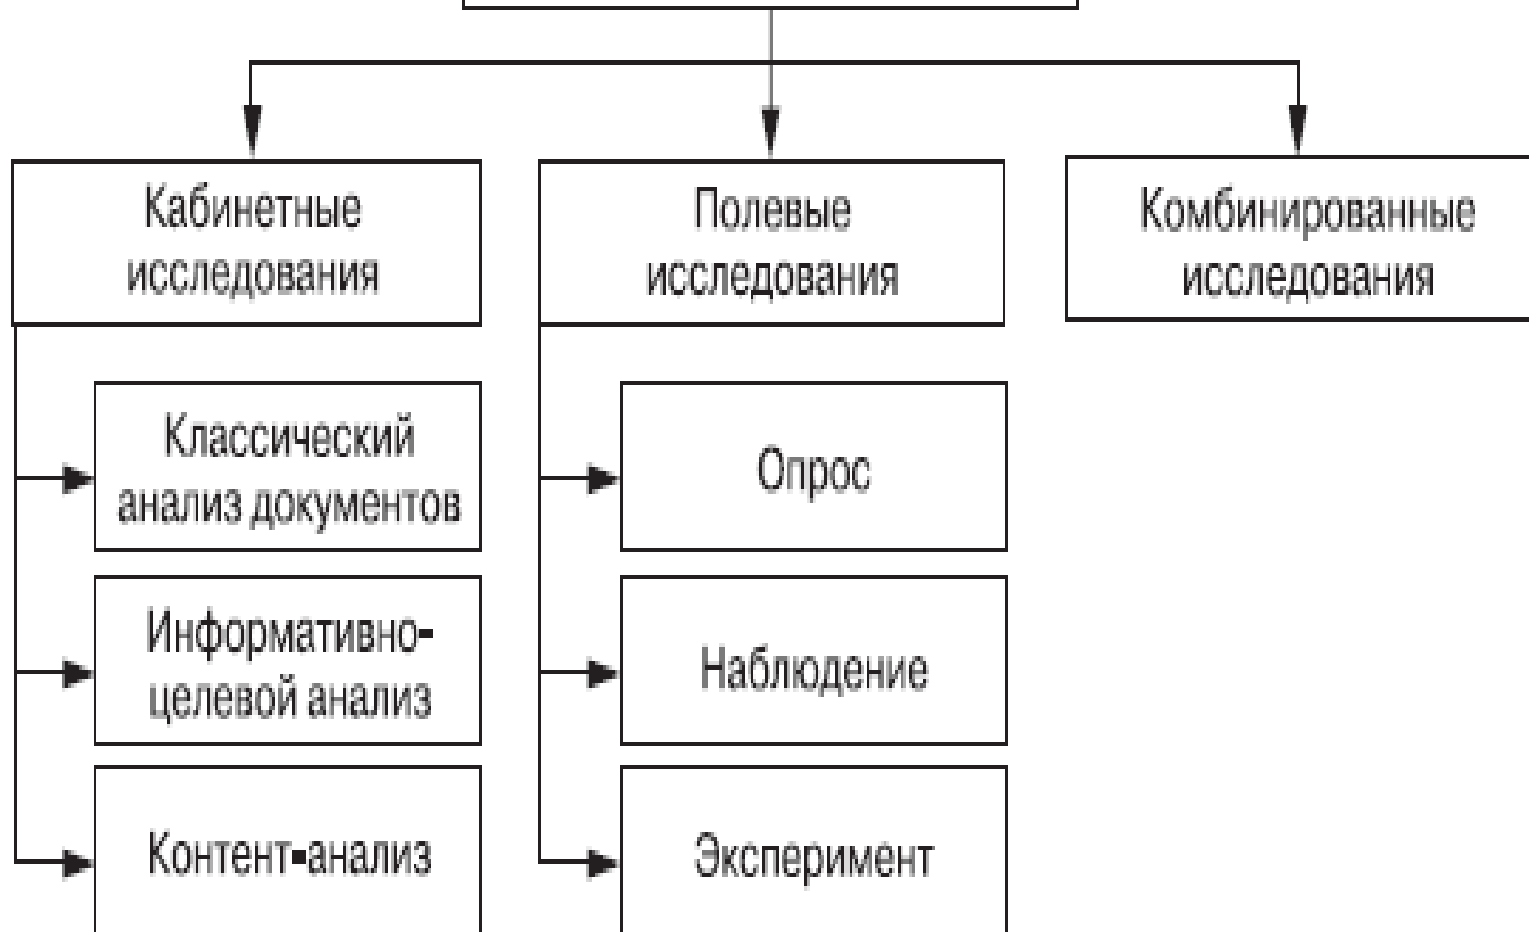 Кабинетные
исследования
Полевые
исследования
Комбинированные
исследования
Классический
анализ документов
Информативно-
целевой анализ
Контент-анализ
Опрос
Наблюдение
Эксперимент